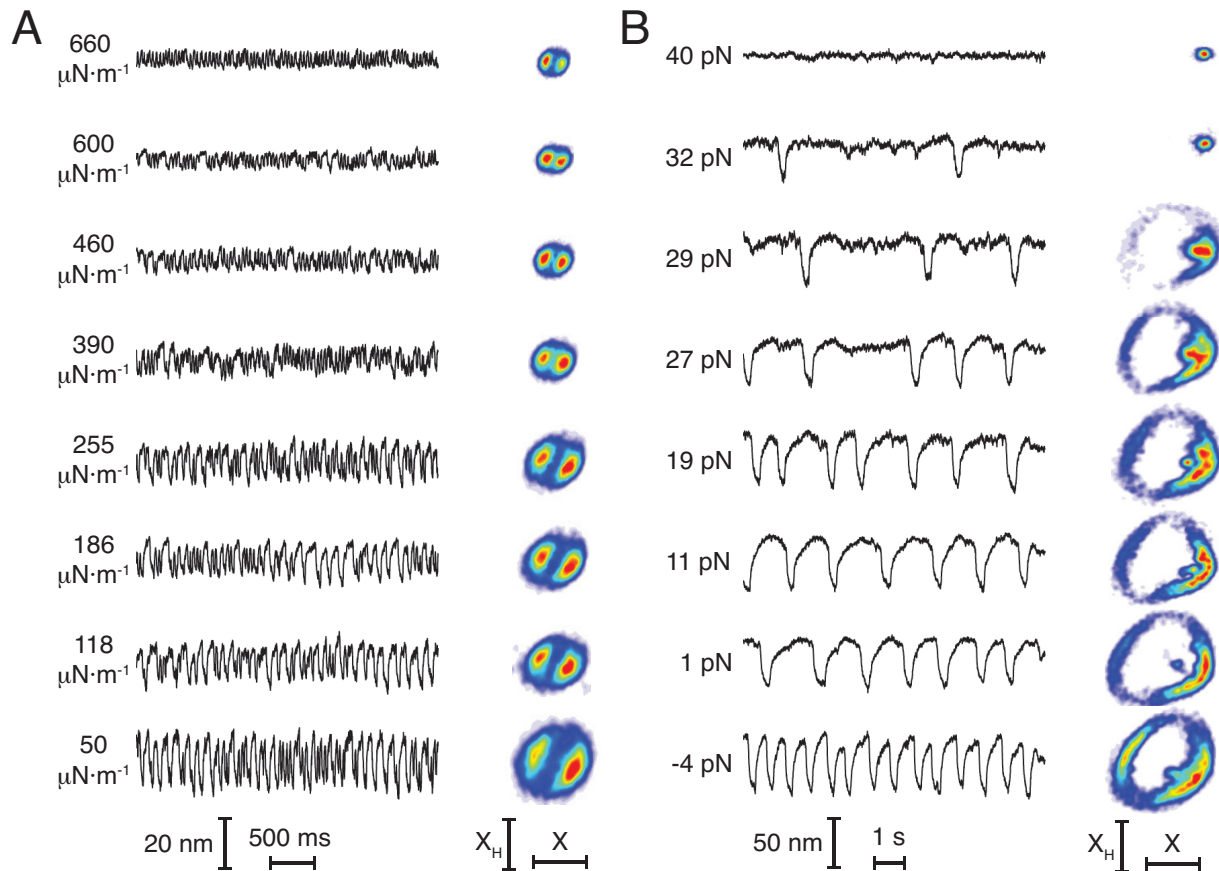 A
660
μN·m⁻¹
600
μN·m⁻¹
460
μN·m⁻¹
390
μN·m⁻¹
255
μN·m⁻¹
186
μN·m⁻¹
118
μN·m⁻¹
50
μN·m⁻¹
20 nm
500 ms
X_H
X
B
40 pN
32 pN
29 pN
27 pN
19 pN
11 pN
1 pN
-4 pN
50 nm
1 s
X_H
X